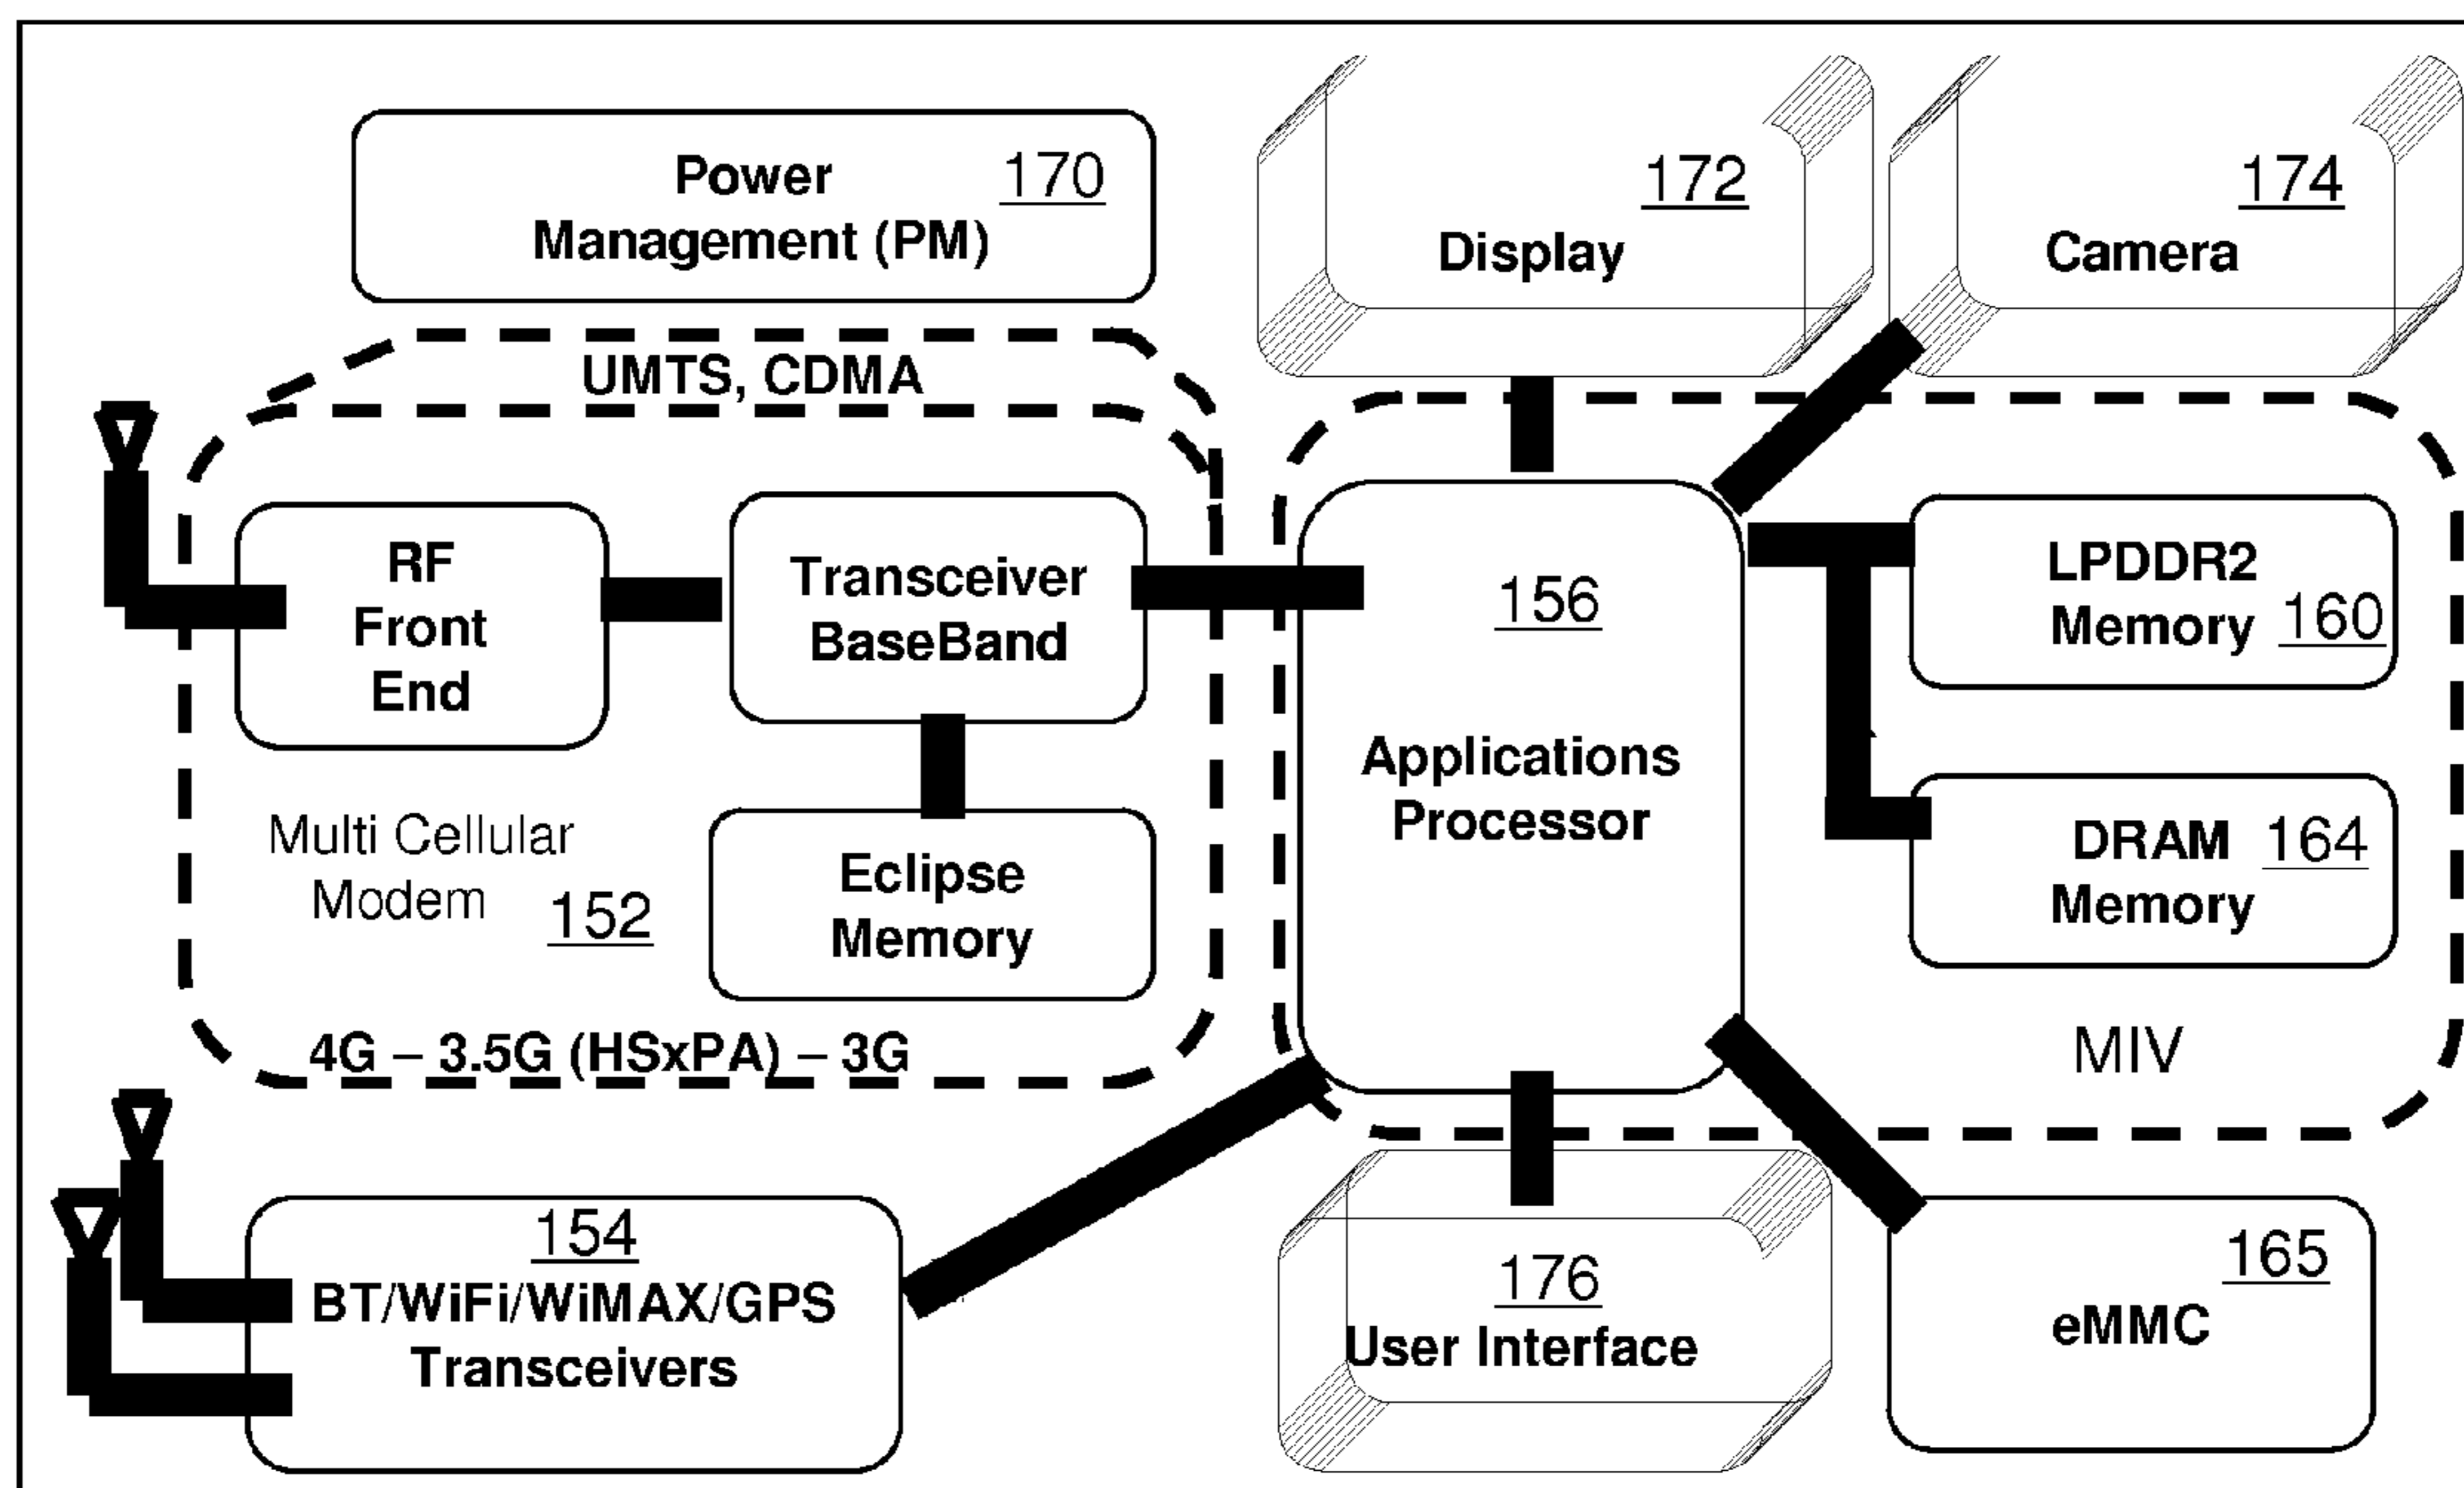 Power 170
Management (PM)
172
Display
174
Camera
UMTS, CDMA
RF
Front
End
Transceiver
BaseBand
Multi Cellular
Modem 152
Eclipse
Memory
4G – 3.5G (HSxPA) – 3G
156
Applications
Processor
LPDDR2
Memory 160
DRAM 164
Memory
MIV
154
BT/WiFi/WiMAX/GPS
Transceivers
176
User Interface
165
eMMC